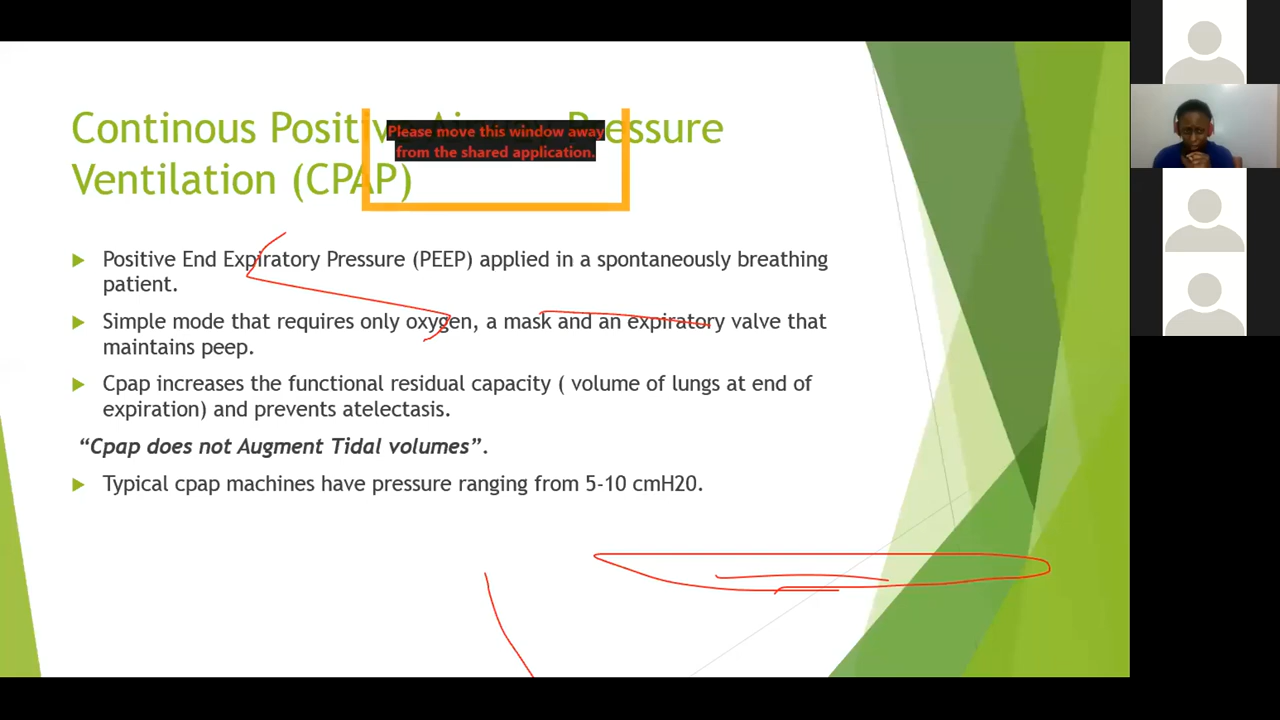 Continous Positive Airway Pressure
Please move this window away
from the shared application.
Ventilation (CPAP)
Positive End Expiratory Pressure (PEEP) applied in a spontaneously breathing
patient.
Simple mode that requires only oxygen, a mask and an expiratory valve that
maintains peep.
Cpap increases the functional residual capacity ( volume of lungs at end of
expiration) and prevents atelectasis.
“Cpap does not Augment Tidal volumes”.
Typical cpap machines have pressure ranging from 5-10 cmH20.